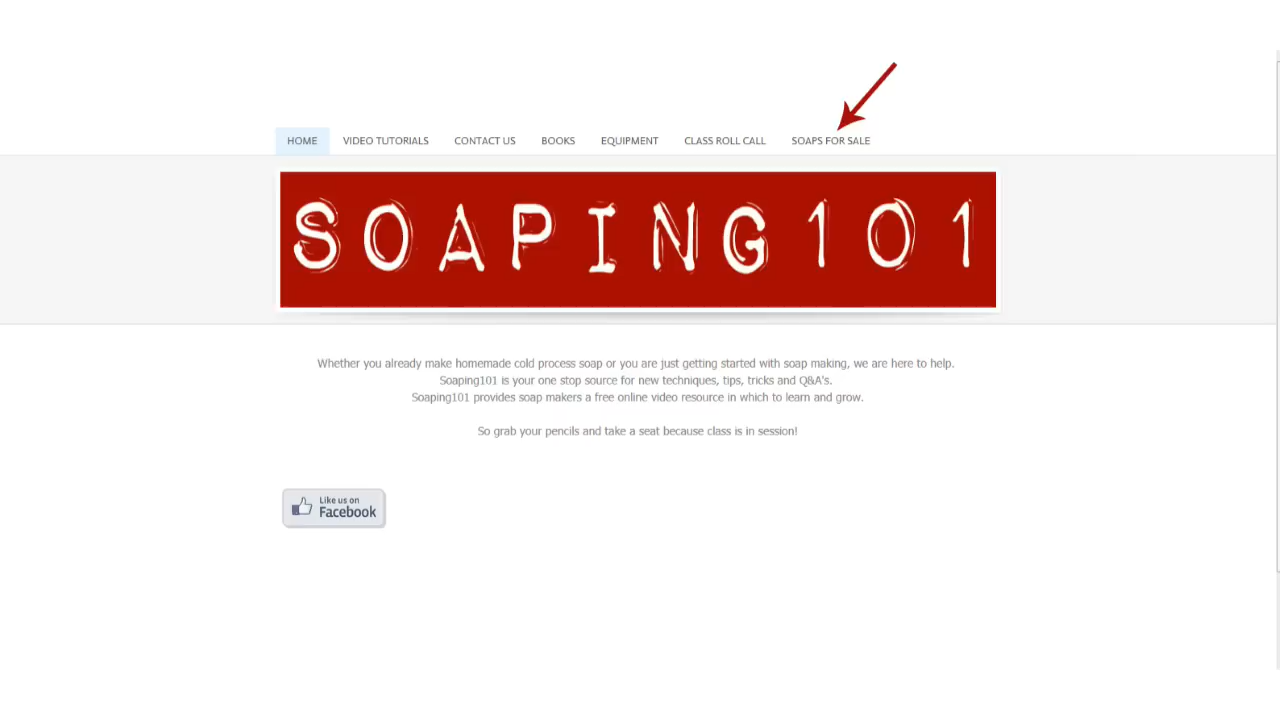 HOME VIDEO TUTORIALS CONTACT US BOOKS EQUIPMENT CLASS ROLL CALL SOAPS FOR SALE
SOAPING101
Whether you already make homemade cold process soap or you are just getting started with soap making, we are here to help.
Soaping101 is your one stop source for new techniques, tips, tricks and Q&A's.
Soaping101 provides soap makers a free online video resource in which to learn and grow.
So grab your pencils and take a seat because class is in session!
Like us on
Facebook